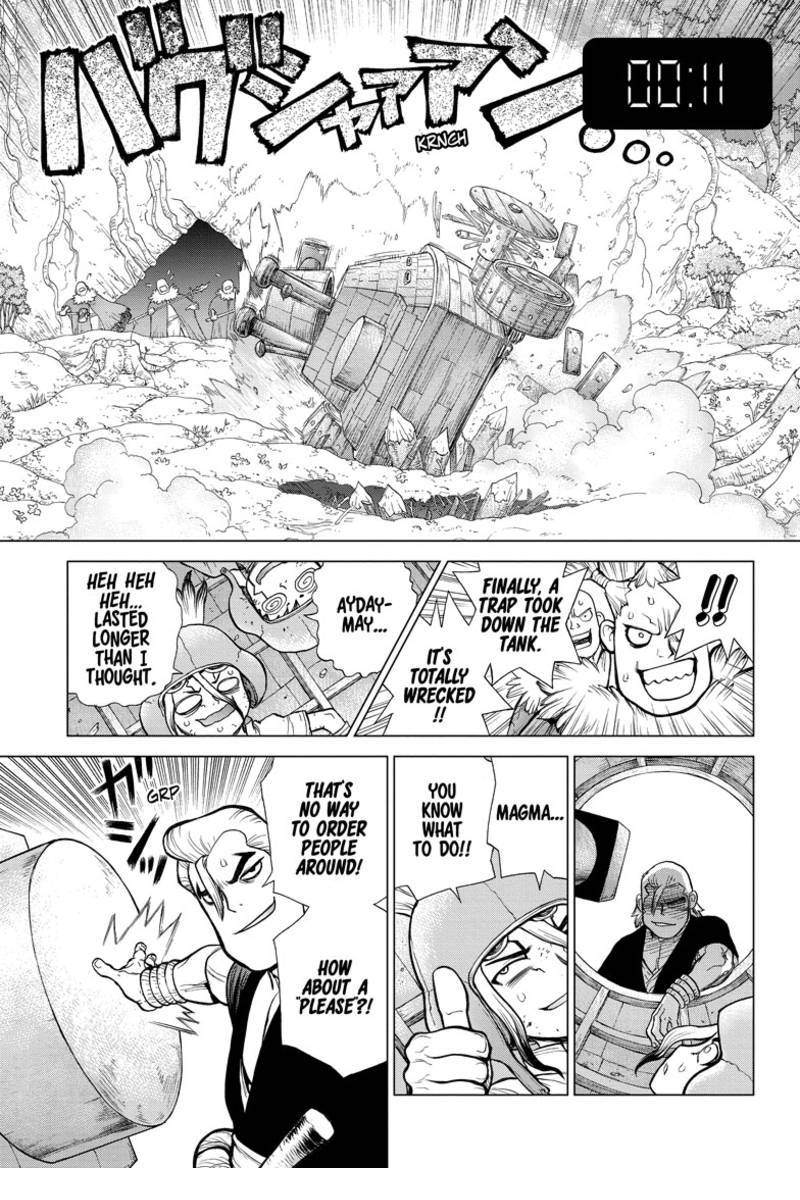 バグシャアアン
KRNCH
00:11
!!
FINALLY, A
TRAP TOOK
DOWN THE
TANK.
IT'S
TOTALLY
WRECKED
!!
AYDAY-
MAY...
HEH HEH
HEH...
LASTED
LONGER
THAN I
THOUGHT.
MAGMA...
YOU
KNOW
WHAT
TO DO!!
THAT'S
NO WAY
TO ORDER
PEOPLE
AROUND!
HOW
ABOUT A
"PLEASE"?!
ガッ
GRP